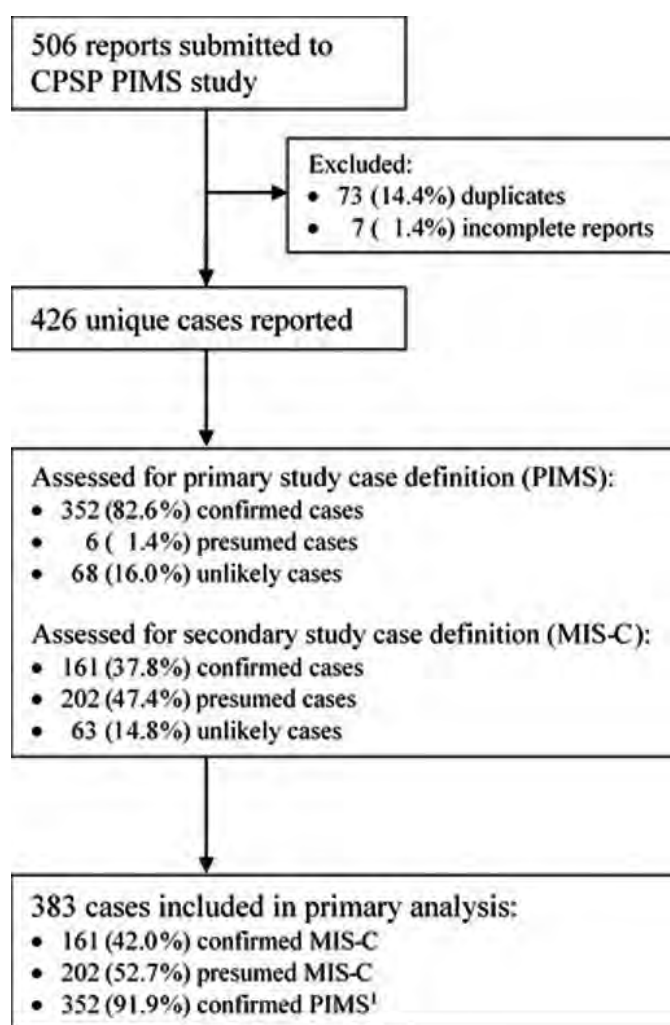 506 reports submitted to
CPSP PIMS study
Excluded:
• 73 (14.4%) duplicates
• 7 ( 1.4%) incomplete reports
426 unique cases reported
Assessed for primary study case definition (PIMS):
• 352 (82.6%) confirmed cases
• 6 ( 1.4%) presumed cases
• 68 (16.0%) unlikely cases
Assessed for secondary study case definition (MIS-C):
• 161 (37.8%) confirmed cases
• 202 (47.4%) presumed cases
• 63 (14.8%) unlikely cases
383 cases included in primary analysis:
• 161 (42.0%) confirmed MIS-C
• 202 (52.7%) presumed MIS-C
• 352 (91.9%) confirmed PIMS¹